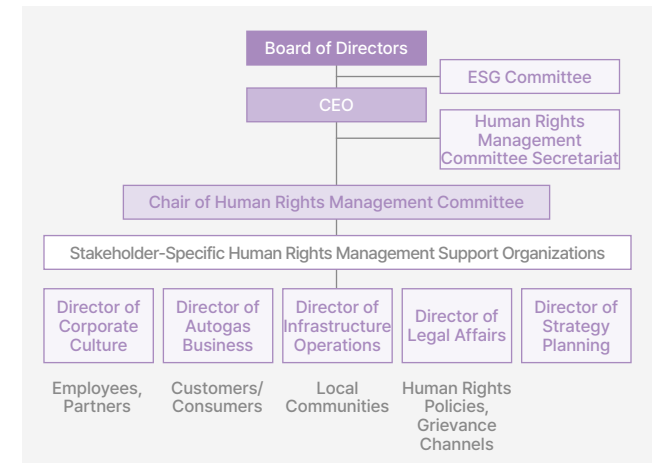 Board of Directors
ESG Committee
CEO
Human Rights
Management
Committee Secretariat
Chair of Human Rights Management Committee
Stakeholder-Specific Human Rights Management Support Organizations
Director of
Corporate
Culture
Director of
Autogas
Business
Director of
Infrastructure
Operations
Director of
Legal Affairs
Director of
Strategy
Planning
Employees,
Partners
Customers/
Consumers
Local
Communities
Human Rights
Policies,
Grievance
Channels